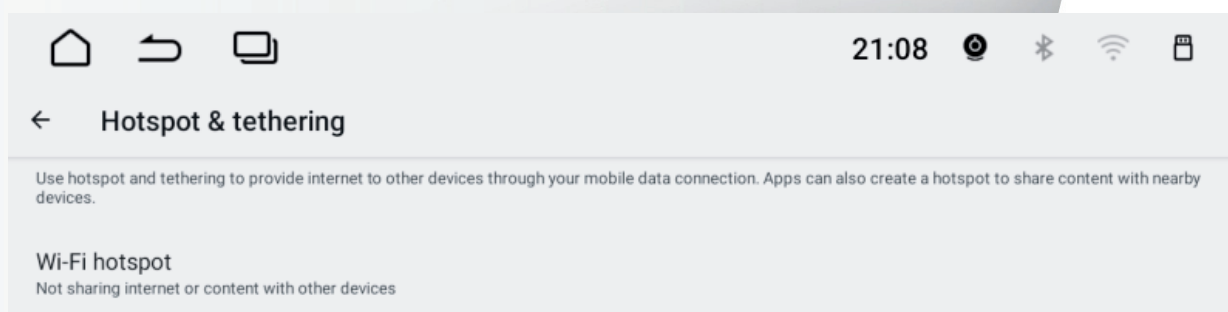 21:08
Hotspot & tethering
Use hotspot and tethering to provide internet to other devices through your mobile data connection. Apps can also create a hotspot to share content with nearby
devices.
Wi-Fi hotspot
Not sharing internet or content with other devices